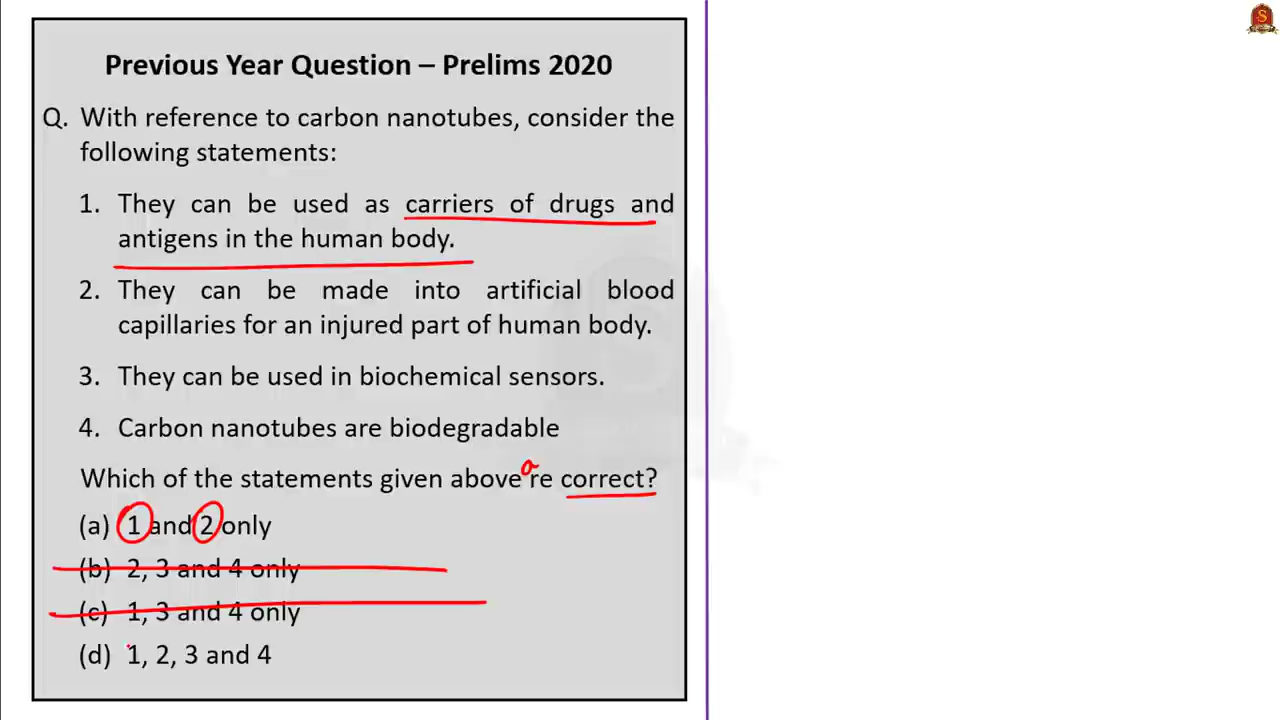 Previous Year Question – Prelims 2020
Q. With reference to carbon nanotubes, consider the
following statements:
1. They can be used as carriers of drugs and
antigens in the human body.
2. They can be made into artificial blood
capillaries for an injured part of human body.
3. They can be used in biochemical sensors.
4. Carbon nanotubes are biodegradable
Which of the statements given above are correct?
(a) 1 and 2 only
(b) 2, 3 and 4 only
(c) 1, 3 and 4 only
(d) 1, 2, 3 and 4